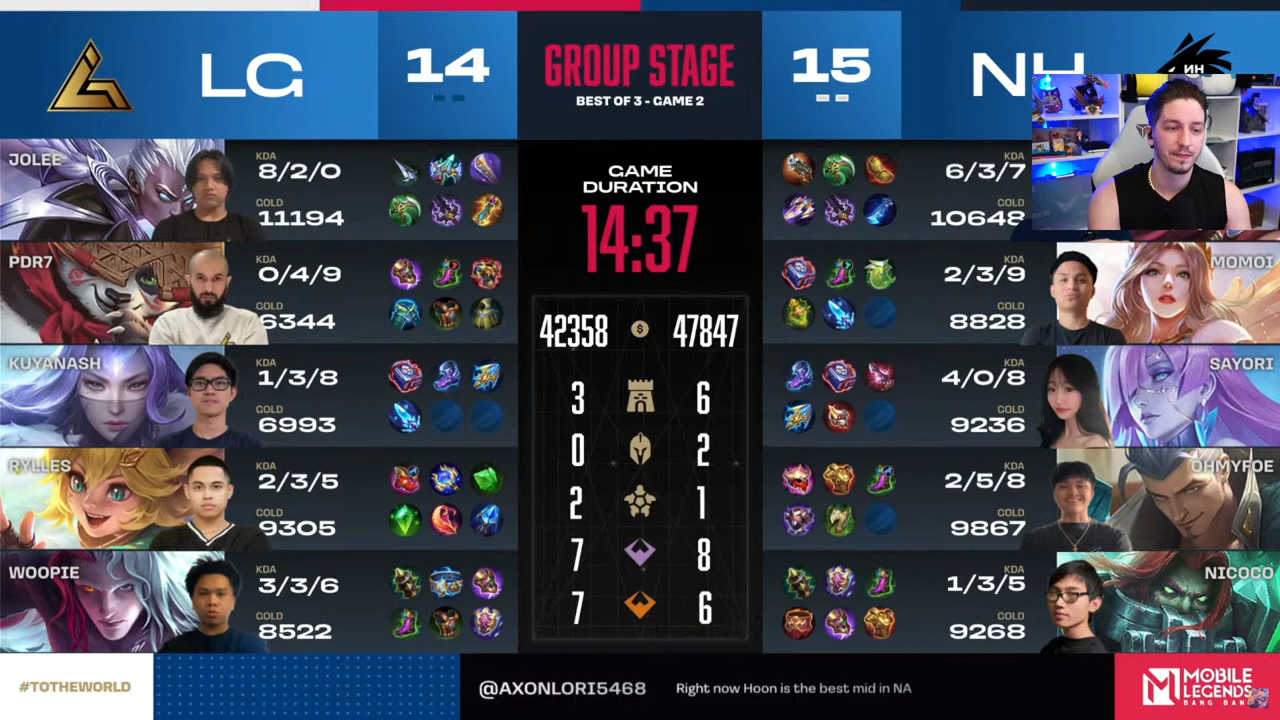 LG
14
GROUP STAGE
BEST OF 3 - GAME 2
15
NH
ИH
JOLEE
KDA
8/2/0
GOLD
11194
PDR7
KDA
0/4/9
GOLD
6344
KUYANASH
KDA
1/3/8
GOLD
6993
RYLLES
KDA
2/3/5
GOLD
9305
WOOPIE
KDA
3/3/6
GOLD
8522
GAME
DURATION
14:37
42358 $ 47847
3 6
0 2
2 1
7 8
7 6
KDA
6/3/7
GOLD
10648
MOMOI
KDA
2/3/9
GOLD
8828
SAYORI
KDA
4/0/8
GOLD
9236
OHMYFOE
KDA
2/5/8
GOLD
9867
NICOCO
KDA
1/3/5
GOLD
9268
#TOTHEWORLD
@AXONLORI5468 Right now Hoon is the best mid in NA
MOBILE
LEGENDS
BANG BANG